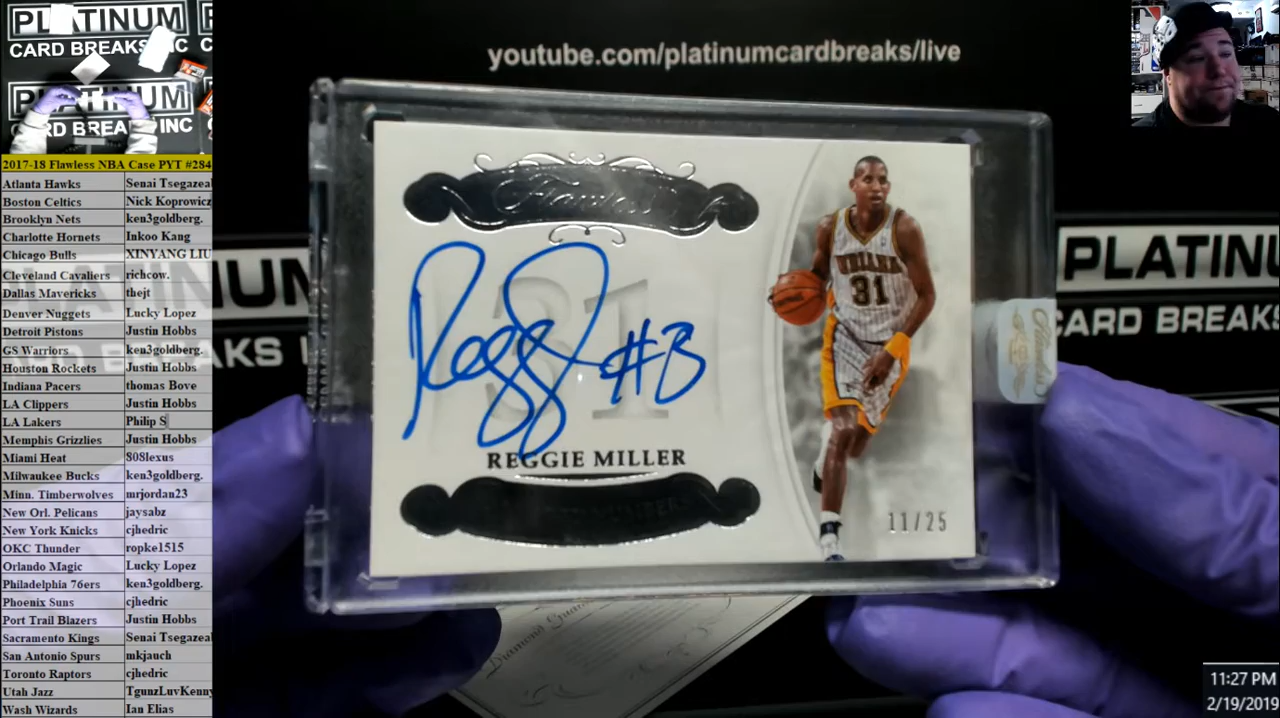 PLATINUM
CARD BREAKS INC
PLATINUM
CARD BREAKS INC
youtube.com/platinumcardbreaks/live
2017-18 Flawless NBA Case PYT #284
Atlanta Hawks Senai Tsegazeal
Boston Celtics Nick Koprowicz
Brooklyn Nets ken3goldberg.
Charlotte Hornets Inkoo Kang
Chicago Bulls XINYANG LIU
Cleveland Cavaliers richcow.
Dallas Mavericks thejt
Denver Nuggets Lucky Lopez
Detroit Pistons Justin Hobbs
GS Warriors ken3goldberg.
Houston Rockets Justin Hobbs
Indiana Pacers thomas Bove
LA Clippers Justin Hobbs
LA Lakers Philip S
Memphis Grizzlies Justin Hobbs
Miami Heat 808lexus
Milwaukee Bucks ken3goldberg.
Minn. Timberwolves mrjordan23
New Orl. Pelicans jaysabz
New York Knicks cjhedric
OKC Thunder ropke1515
Orlando Magic Lucky Lopez
Philadelphia 76ers ken3goldberg.
Phoenix Suns cjhedric
Port Trail Blazers Justin Hobbs
Sacramento Kings Senai Tsegazeal
San Antonio Spurs mkjauch
Toronto Raptors cjhedric
Utah Jazz TgunzLuvKenny
Wash Wizards Ian Elias
Flawless
31
Regg #3
REGGIE MILLER
INDIANA
31
11/25
PLATINUM
CARD BREAKS
Diamond
11:27 PM
2/19/2019